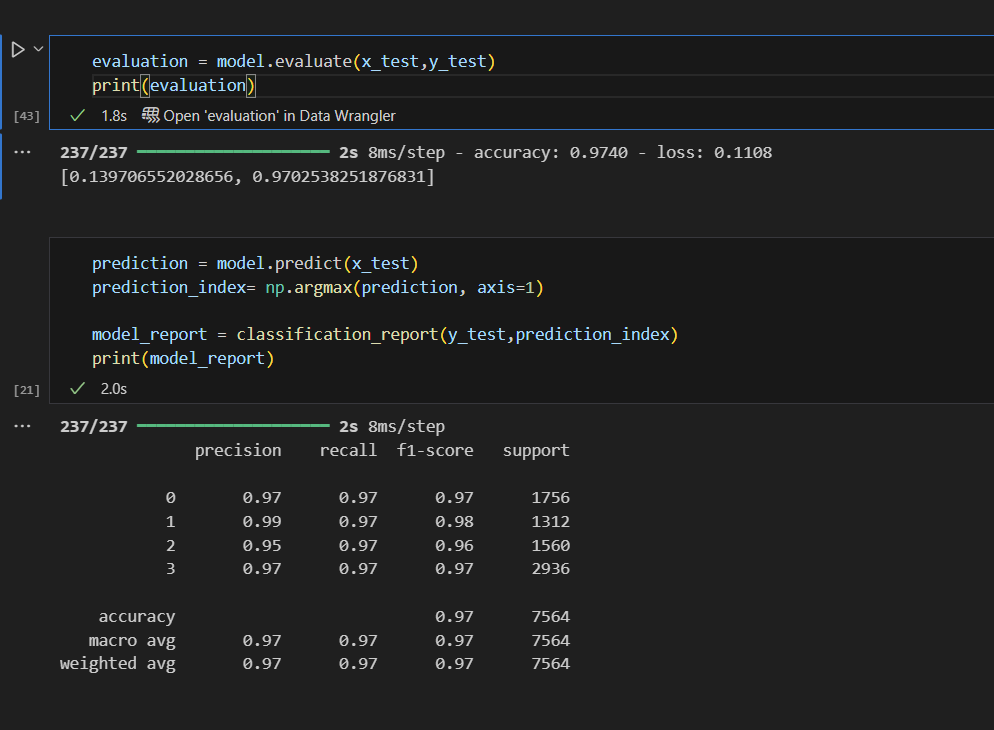 evaluation = model.evaluate(x_test,y_test)
print(evaluation)
[43] 1.8s Open 'evaluation' in Data Wrangler
... 237/237 2s 8ms/step - accuracy: 0.9740 - loss: 0.1108
[0.139706552028656, 0.9702538251876831]
prediction = model.predict(x_test)
prediction_index= np.argmax(prediction, axis=1)
model_report = classification_report(y_test,prediction_index)
print(model_report)
[21] 2.0s
... 237/237 2s 8ms/step
precision recall f1-score support
0 0.97 0.97 0.97 1756
1 0.99 0.97 0.98 1312
2 0.95 0.97 0.96 1560
3 0.97 0.97 0.97 2936
accuracy 0.97 7564
macro avg 0.97 0.97 0.97 7564
weighted avg 0.97 0.97 0.97 7564